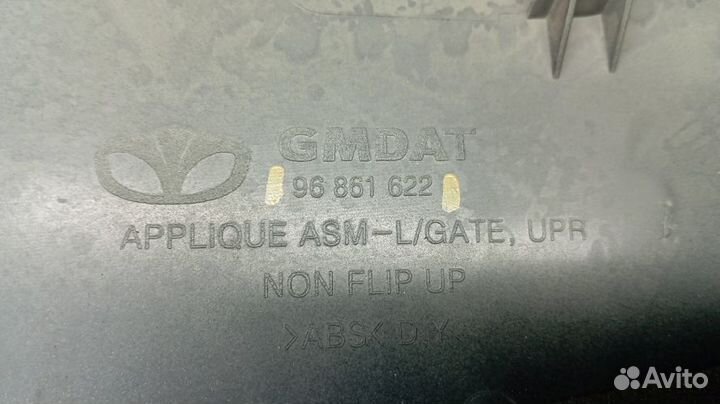 GMDAT
96 861 622
APPLIQUE ASM-L/GATE, UPR
NON FLIP UP
>ABS< D.Y
Avito